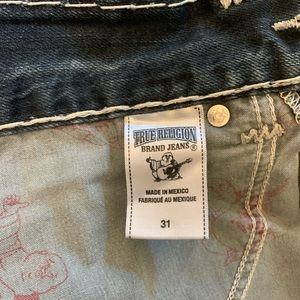 TRUE RELIGION
BRAND JEANS ®
MADE IN MEXICO
FABRIQUÉ AU MEXIQUE
31